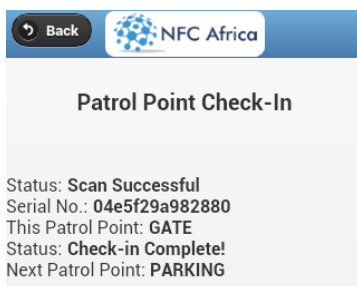 Back
NFC Africa
Patrol Point Check-In
Status: Scan Successful
Serial No.: 04e5f29a982880
This Patrol Point: GATE
Status: Check-in Complete!
Next Patrol Point: PARKING